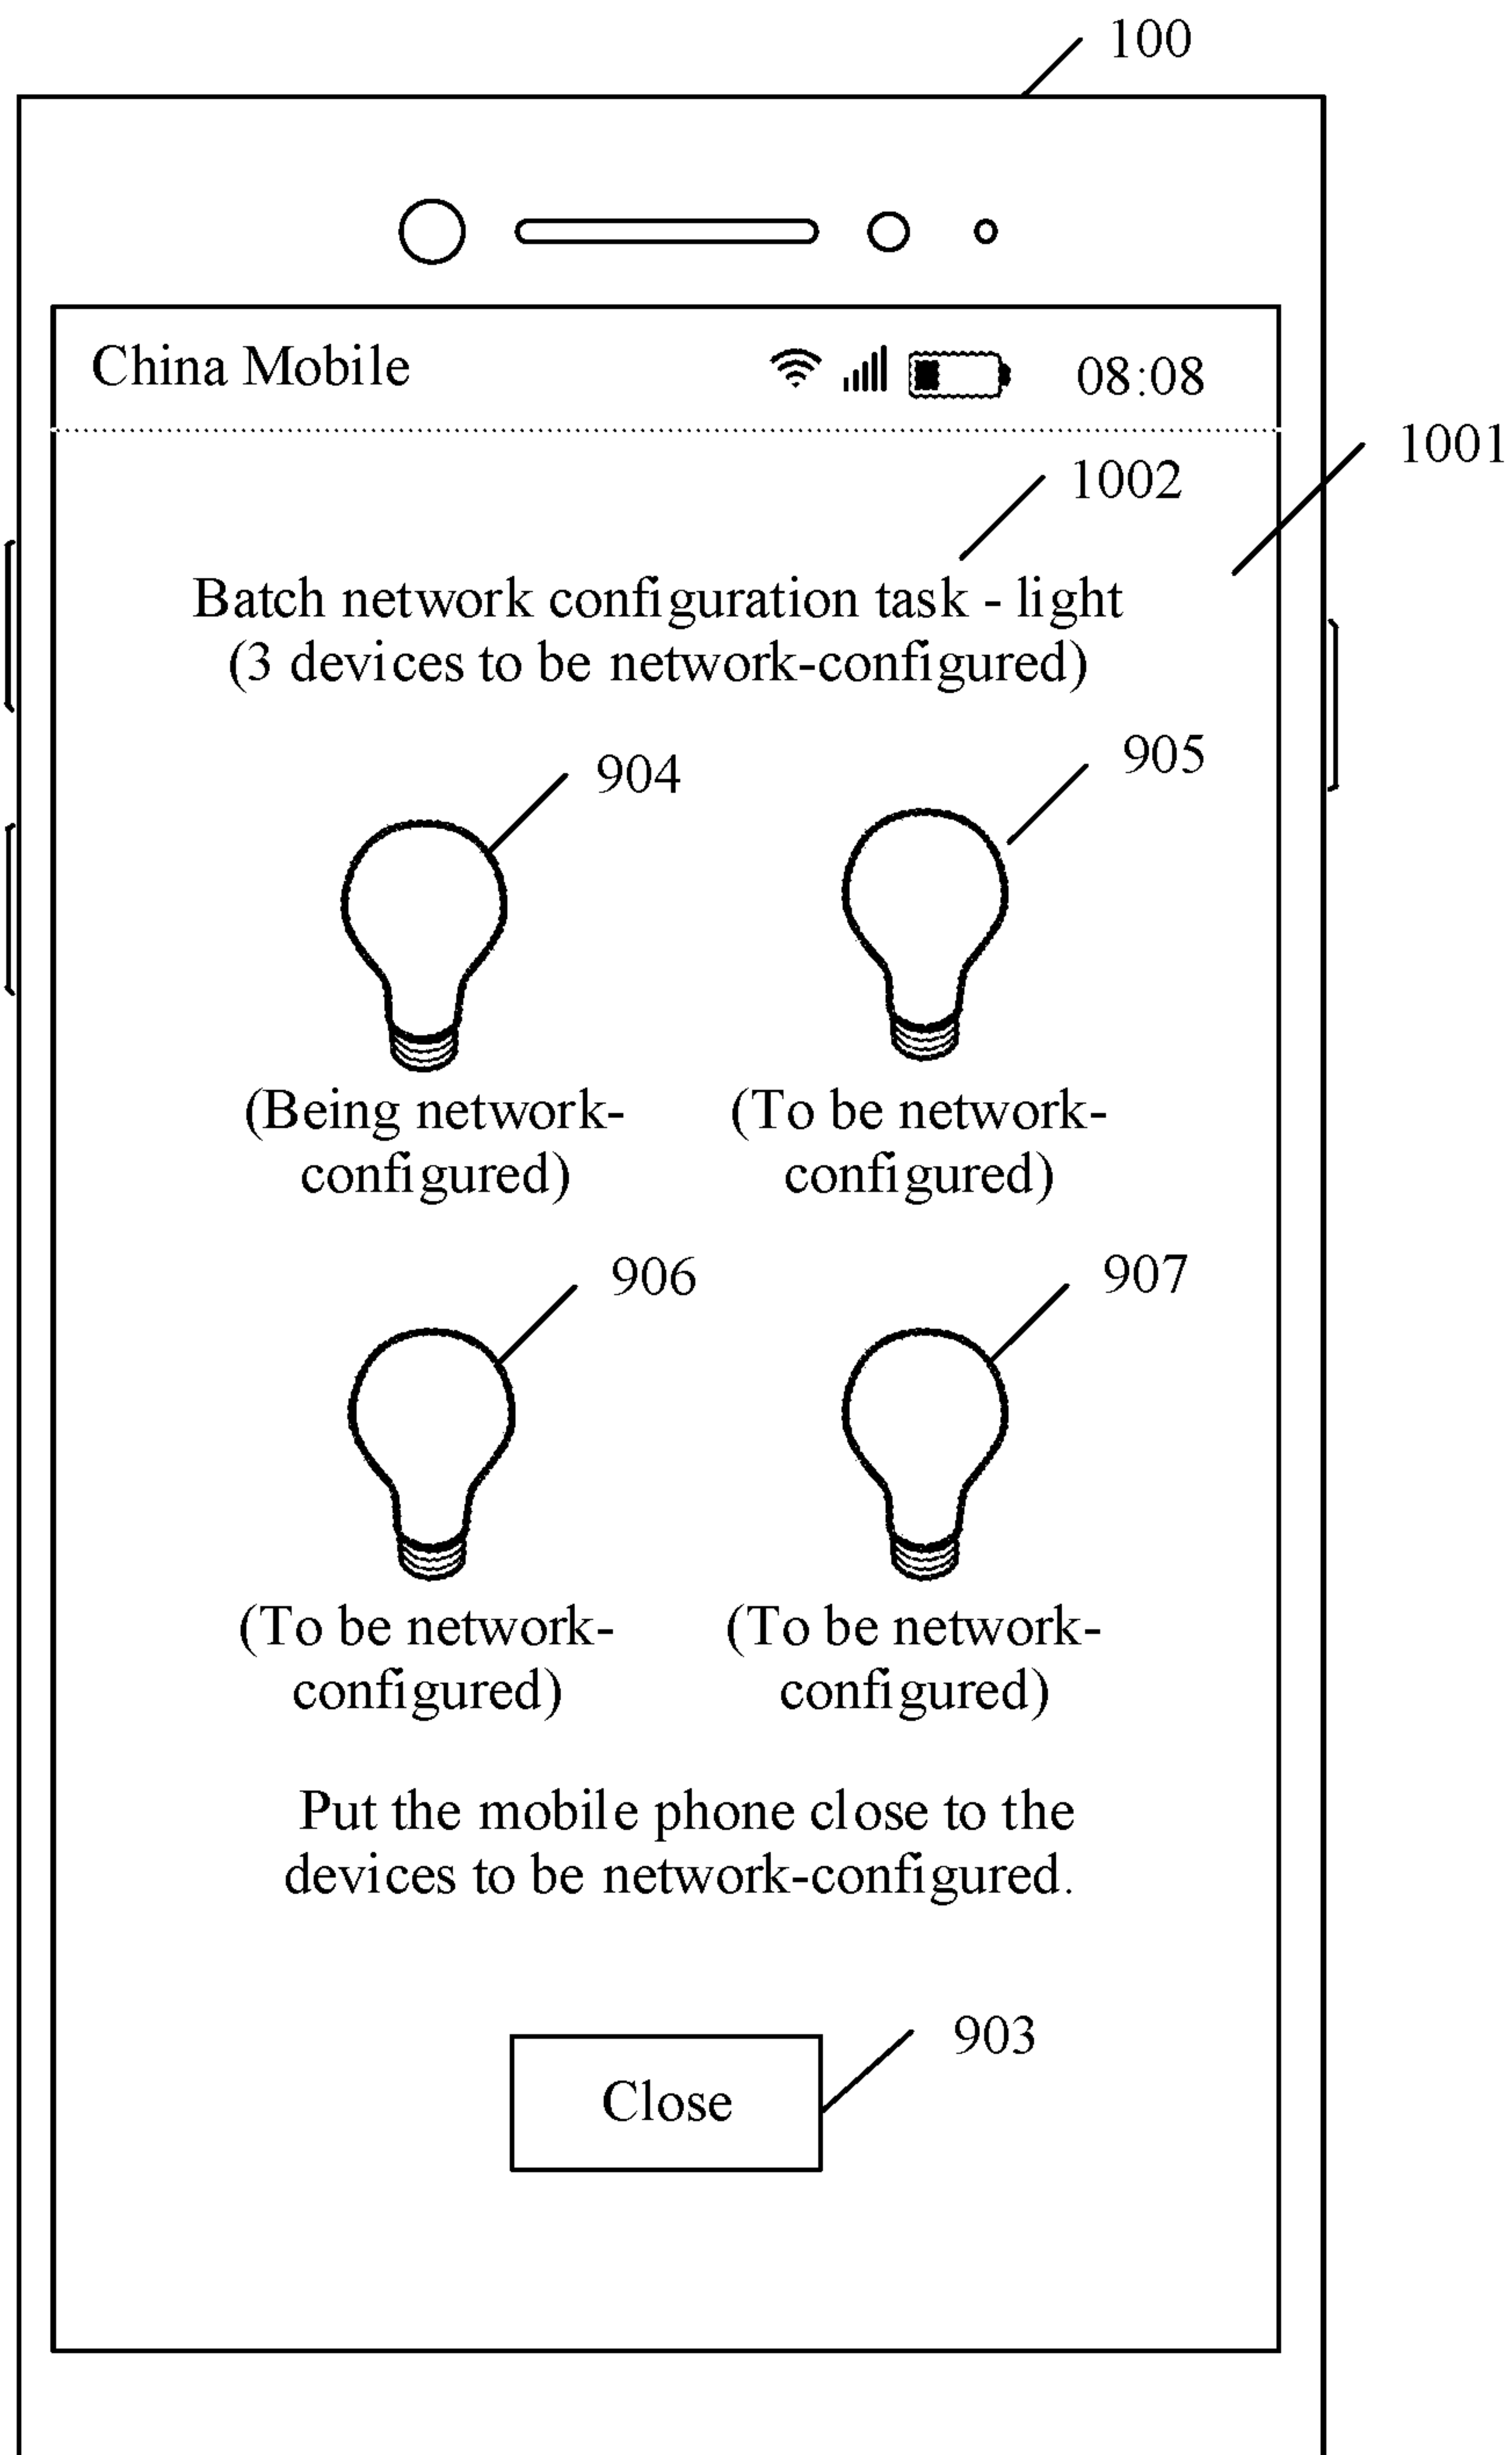 100
China Mobile 08:08
1001
1002
Batch network configuration task - light
(3 devices to be network-configured)
904 905
(Being network- (To be network-
configured) configured)
906 907
(To be network- (To be network-
configured) configured)
Put the mobile phone close to the
devices to be network-configured.
903
Close